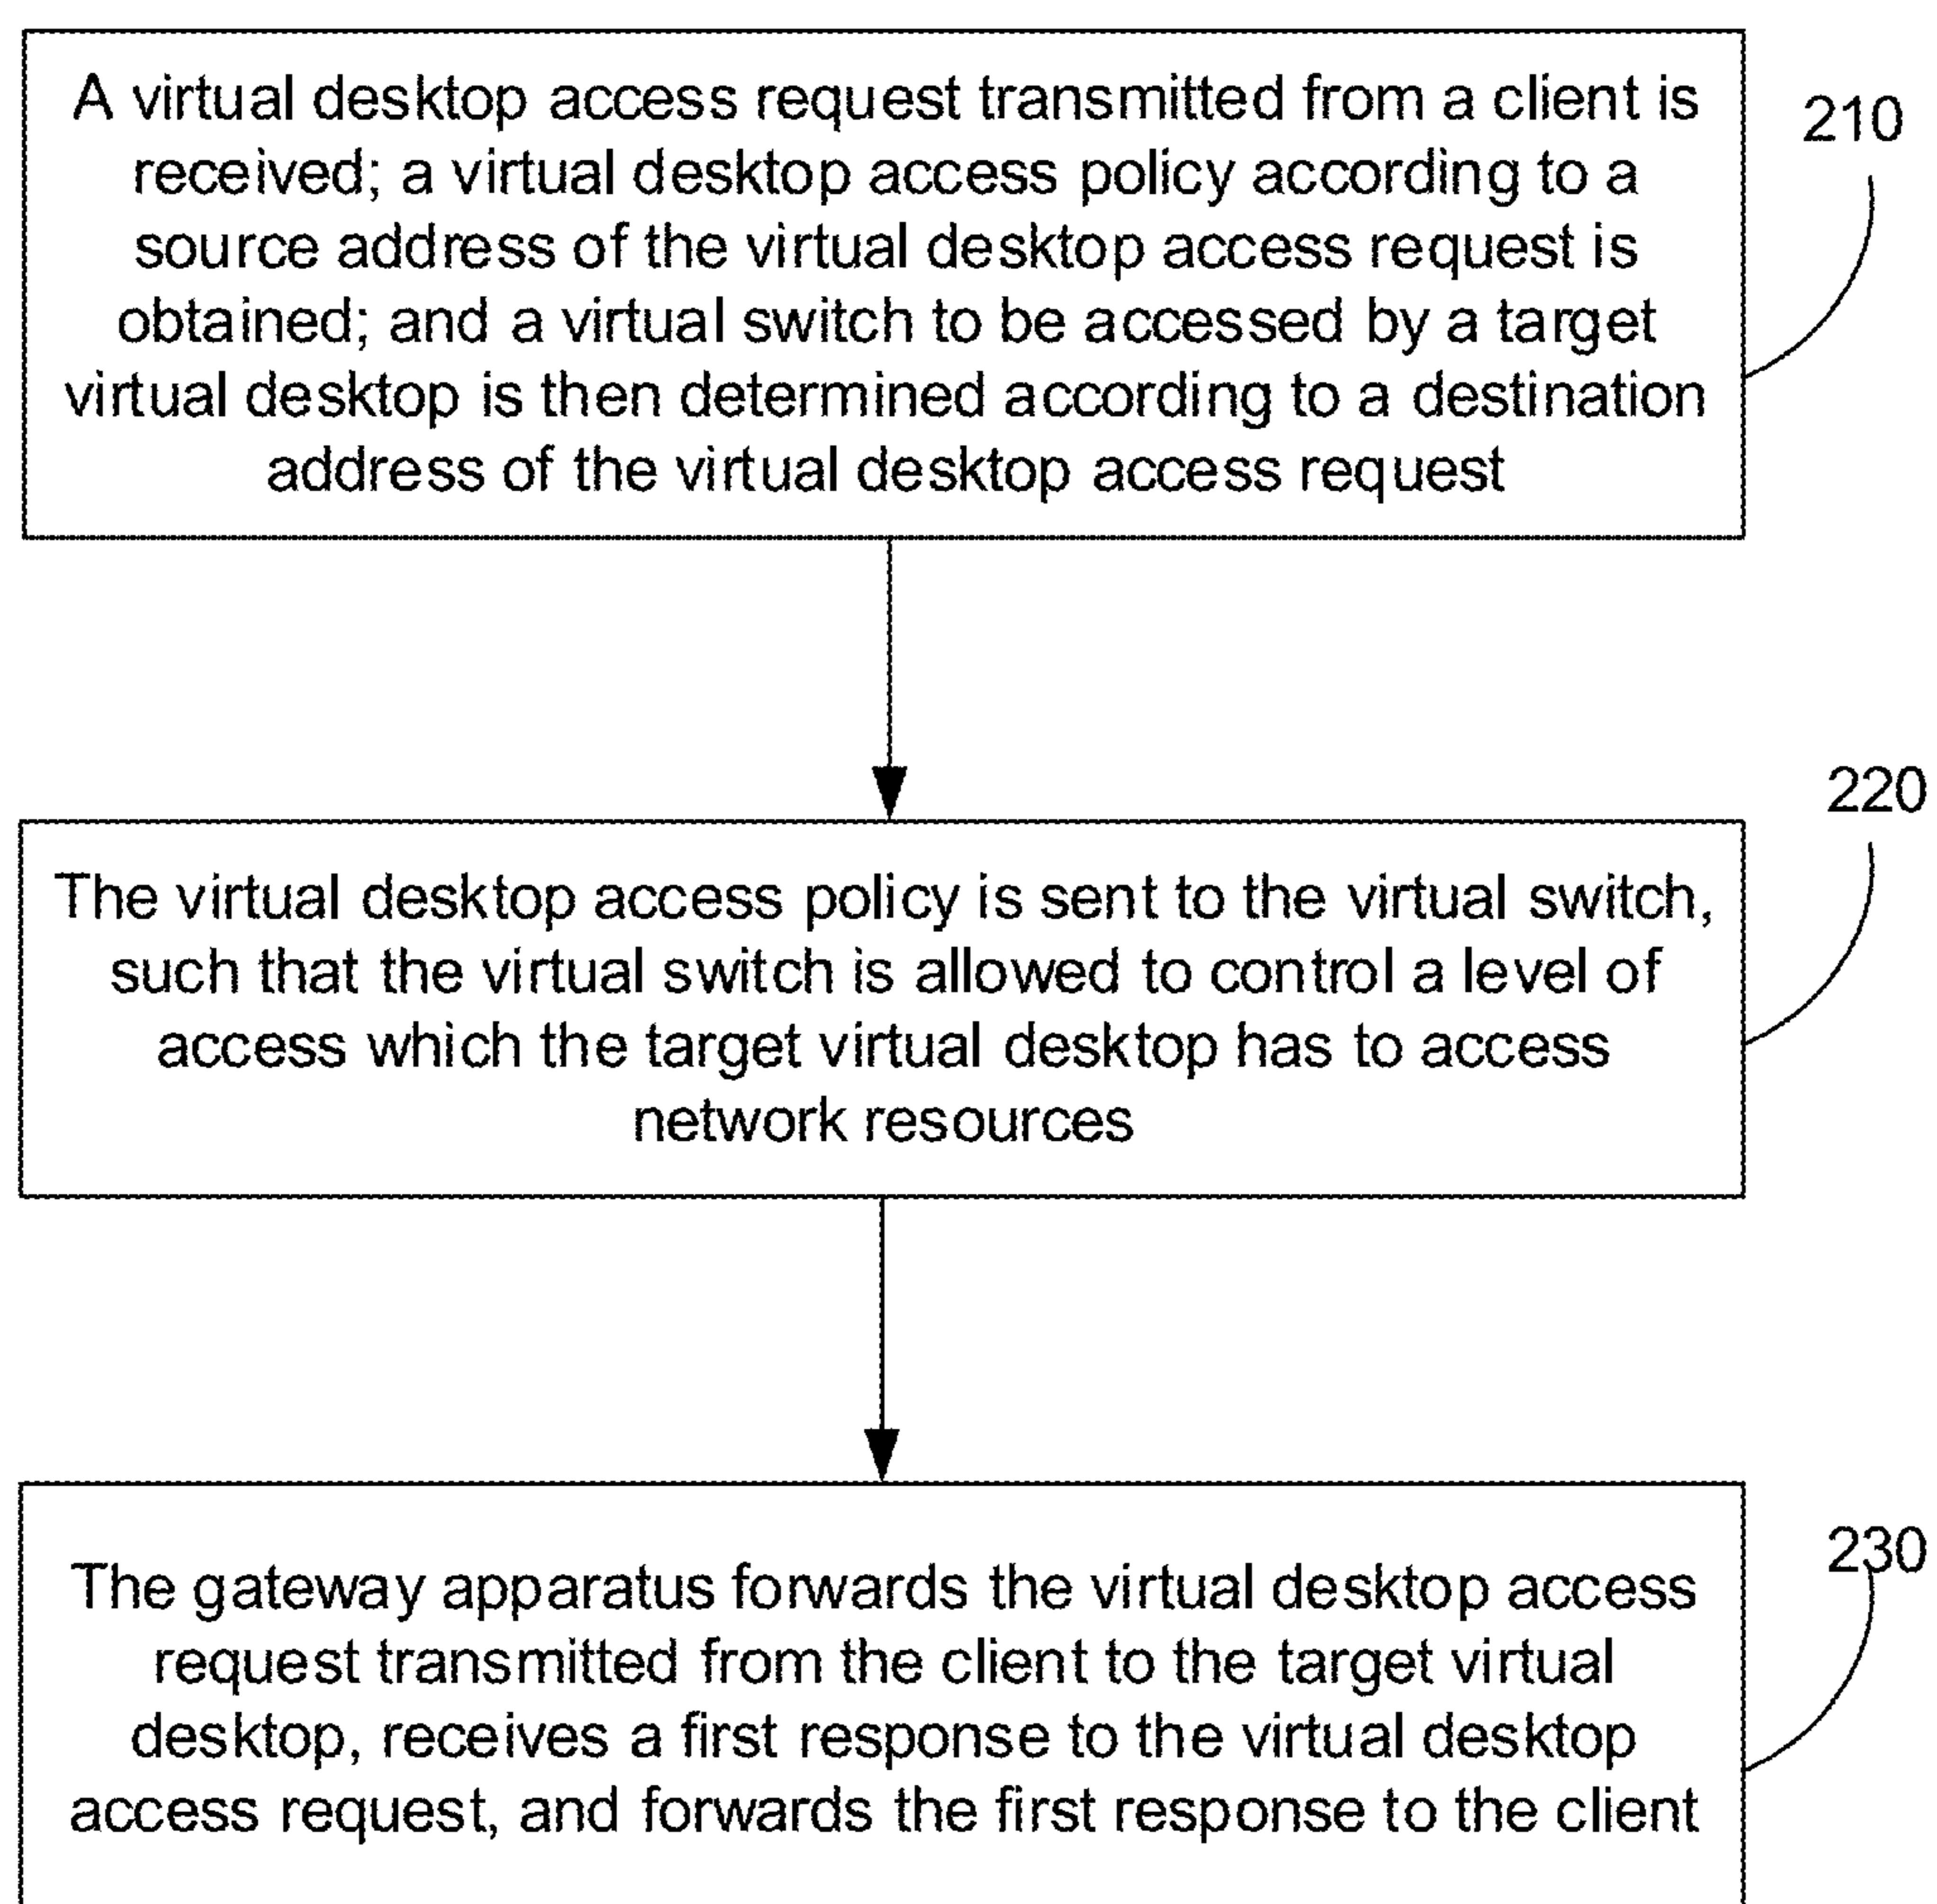 A virtual desktop access request transmitted from a client is
received; a virtual desktop access policy according to a
source address of the virtual desktop access request is
obtained; and a virtual switch to be accessed by a target
virtual desktop is then determined according to a destination
address of the virtual desktop access request
210
The virtual desktop access policy is sent to the virtual switch,
such that the virtual switch is allowed to control a level of
access which the target virtual desktop has to access
network resources
220
The gateway apparatus forwards the virtual desktop access
request transmitted from the client to the target virtual
desktop, receives a first response to the virtual desktop
access request, and forwards the first response to the client
230